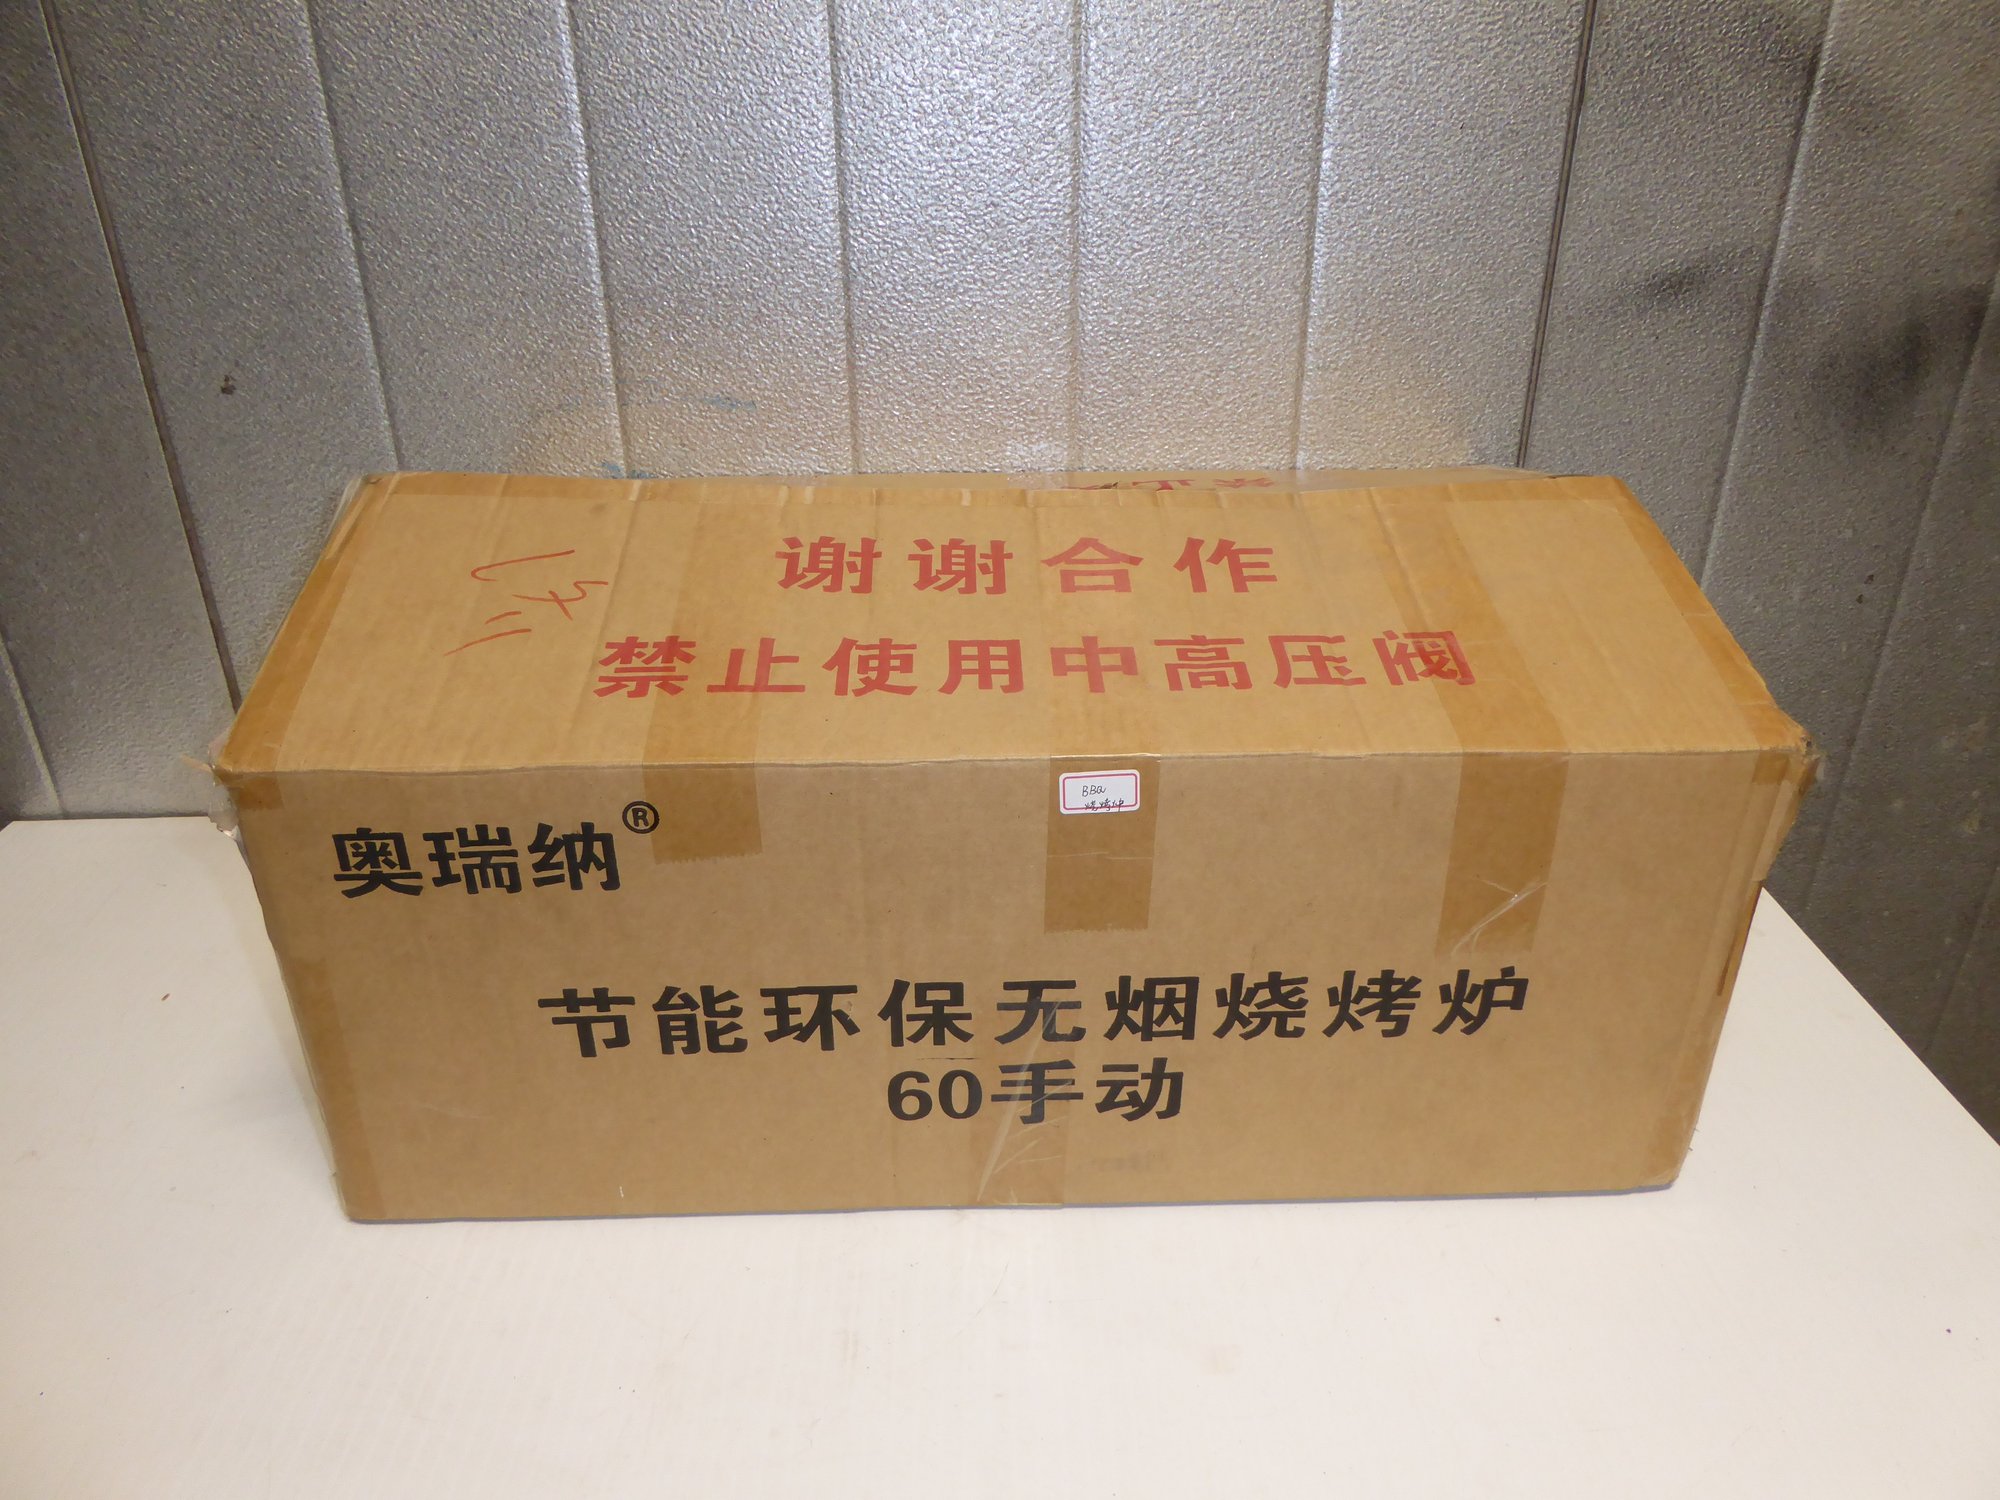 谢谢合作
禁止使用中高压阀
BBQ
烧烤炉
奥瑞纳®
节能环保无烟烧烤炉
60手动